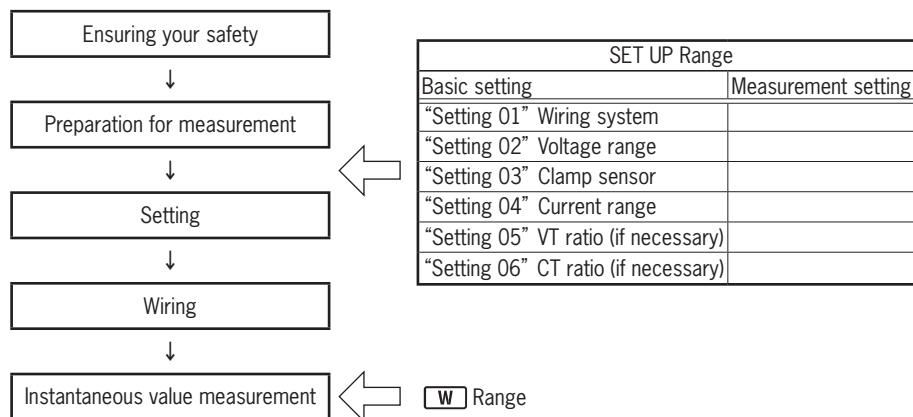 Ensuring your safety
↓
Preparation for measurement
↓
Setting
↓
Wiring
↓
Instantaneous value measurement
SET UP Range
Basic setting Measurement setting
“Setting 01” Wiring system
“Setting 02” Voltage range
“Setting 03” Clamp sensor
“Setting 04” Current range
“Setting 05” VT ratio (if necessary)
“Setting 06” CT ratio (if necessary)
W Range